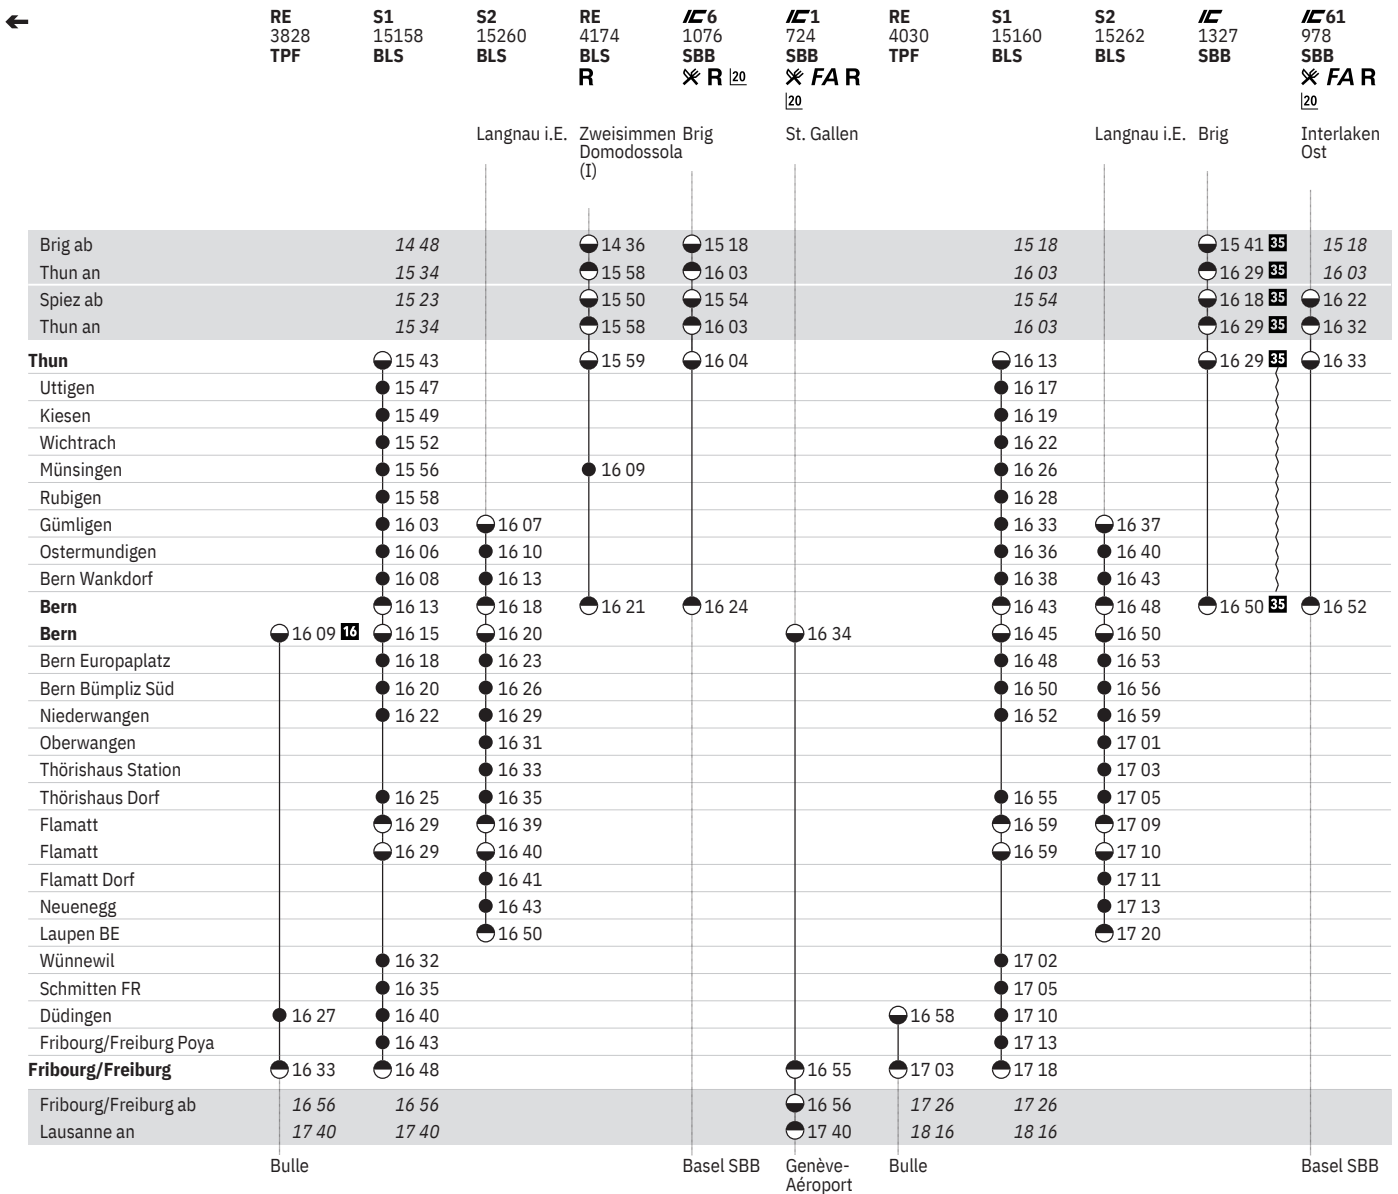 RE S1 S2 RE IC6 IC1 RE S1 S2 IC IC61
3828 15158 15260 4174 1076 724 4030 15160 15262 1327 978
TPF BLS BLS BLS SBB SBB TPF BLS BLS SBB SBB
R R 20 FA R FA R
20 20
Langnau i.E. Zweisimmen Brig St. Gallen Langnau i.E. Brig Interlaken
Domodossola Ost
(I)
Brig ab 14 48 14 36 15 18 15 18 15 41 35 15 18
Thun an 15 34 15 58 16 03 16 03 16 29 35 16 03
Spiez ab 15 23 15 50 15 54 15 54 16 18 35 16 22
Thun an 15 34 15 58 16 03 16 03 16 29 35 16 32
Thun 15 43 15 59 16 04 16 13 16 29 35 16 33
Uttigen 15 47 16 17
Kiesen 15 49 16 19
Wichtrach 15 52 16 22
Münsingen 15 56 16 09 16 26
Rubigen 15 58 16 28
Gümligen 16 03 16 07 16 33 16 37
Ostermundigen 16 06 16 10 16 36 16 40
Bern Wankdorf 16 08 16 13 16 38 16 43
Bern 16 13 16 18 16 21 16 24 16 43 16 48 16 50 35 16 52
Bern 16 09 16 16 15 16 20 16 34 16 45 16 50
Bern Europaplatz 16 18 16 23 16 48 16 53
Bern Bümpliz Süd 16 20 16 26 16 50 16 56
Niederwangen 16 22 16 29 16 52 16 59
Oberwangen 16 31 17 01
Thörishaus Station 16 33 17 03
Thörishaus Dorf 16 25 16 35 16 55 17 05
Flamatt 16 29 16 39 16 59 17 09
Flamatt 16 29 16 40 16 59 17 10
Flamatt Dorf 16 41 17 11
Neuenegg 16 43 17 13
Laupen BE 16 50 17 20
Wünnewil 16 32 17 02
Schmitten FR 16 35 17 05
Düdingen 16 27 16 40 16 58 17 10
Fribourg/Freiburg Poya 16 43 17 13
Fribourg/Freiburg 16 33 16 48 16 55 17 03 17 18
Fribourg/Freiburg ab 16 56 16 56 16 56 17 26 17 26
Lausanne an 17 40 17 40 17 40 18 16 18 16
Bulle Basel SBB Genève- Bulle Basel SBB
Aéroport